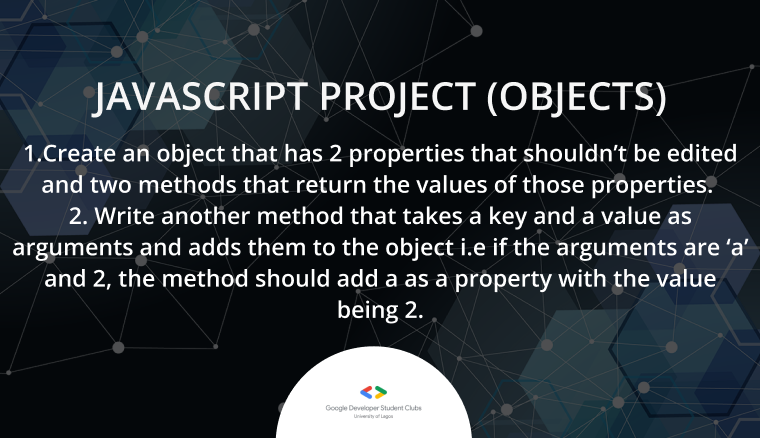 JAVASCRIPT PROJECT (OBJECTS)
1.Create an object that has 2 properties that shouldn’t be edited
and two methods that return the values of those properties.
2. Write another method that takes a key and a value as
arguments and adds them to the object i.e if the arguments are ‘a’
and 2, the method should add a as a property with the value
being 2.
Google Developer Student Clubs
University of Lagos